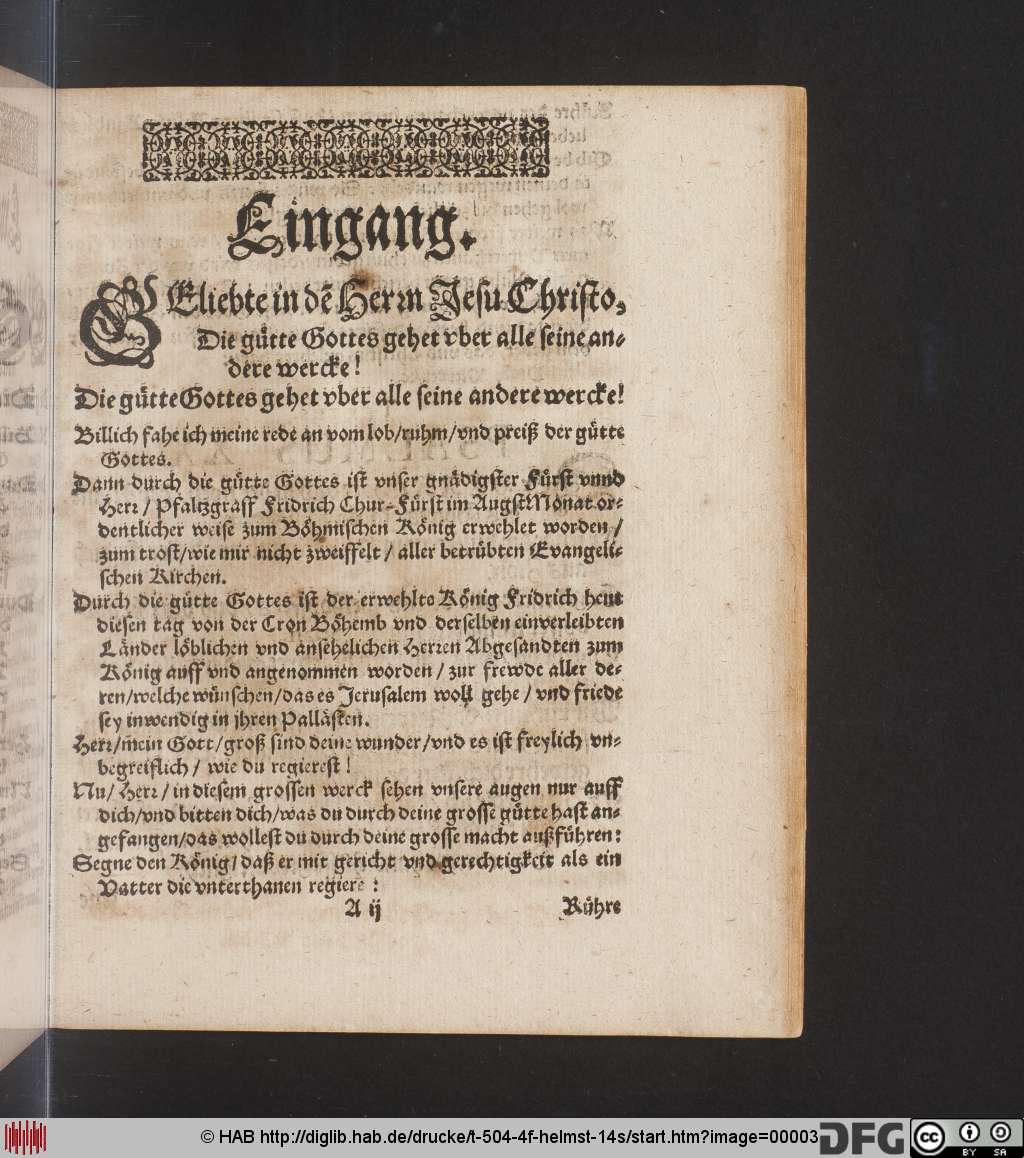 Eingang.
GEliebte in dē Herrn Jesu Christo,
Die gütte Gottes gehet vber alle seine an-
dere wercke!
Die gütte Gottes gehet vber alle seine andere wercke!
Billich fahe ich meine rede an vom lob/ruhm/vnd preiß der gütte
Gottes.
Dann durch die gütte Gottes ist vnser gnädigster Fürst vnnd
Herr/ Pfaltzgraff Fridrich Chur-Fürst im AugstMonat or-
dentlicher weise zum Böhmischen König erwehlet worden/
zum trost/wie mir nicht zweiffelt/ aller betrübten Evangeli-
schen Kirchen.
Durch die gütte Gottes ist der erwehlte König Fridrich heut
diesen tag von der Cron Böhemb vnd derselben einverleibten
Länder löblichen vnd ansehelichen Herren Abgesandten zum
König auff vnd angenommen worden/ zur frewde aller de-
ren/welche wünschen/das es Jerusalem woll gehe/ vnd friede
sey inwendig in jhren Pallästen.
Herr/mein Gott/groß sind deine wunder/vnd es ist freylich vn-
begreiflich/ wie du regierest!
Nu/ Herr/ in diesem grossen werck sehen vnsere augen nur auff
dich/vnd bitten dich/was du durch deine grosse gütte hast an-
gefangen/das wollest du durch deine grosse macht außführen:
Segne den König/ daß er mit gericht vnd gerechtigkeit als ein
Vatter die vnterthanen regiere:
A ij Rühre
© HAB http://diglib.hab.de/drucke/t-504-4f-helmst-14s/start.htm?image=00003
DFG
cc BY SA